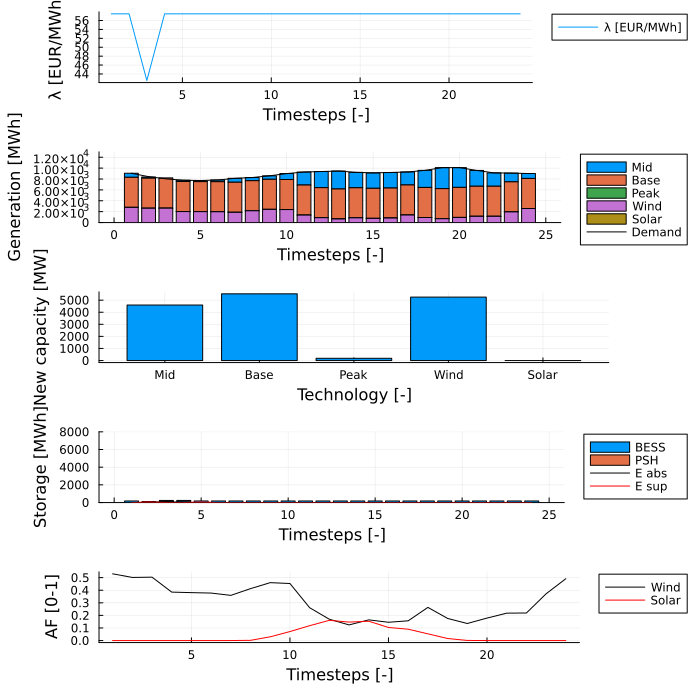 λ [EUR/MWh]
56
54
52
50
48
46
44
5
10
15
20
Timesteps [-]
λ [EUR/MWh]
Generation [MWh]
1.20×10⁴
1.00×10⁴
8.00×10³
6.00×10³
4.00×10³
2.00×10³
0
5
10
15
20
25
Timesteps [-]
Mid
Base
Peak
Wind
Solar
Demand
New capacity [MW]
5000
4000
3000
2000
1000
0
Mid
Base
Peak
Wind
Solar
Technology [-]
Storage [MWh]
8000
6000
4000
2000
0
0
5
10
15
20
25
Timesteps [-]
BESS
PSH
E abs
E sup
AF [0-1]
0.5
0.4
0.3
0.2
0.1
0.0
5
10
15
20
Timesteps [-]
Wind
Solar